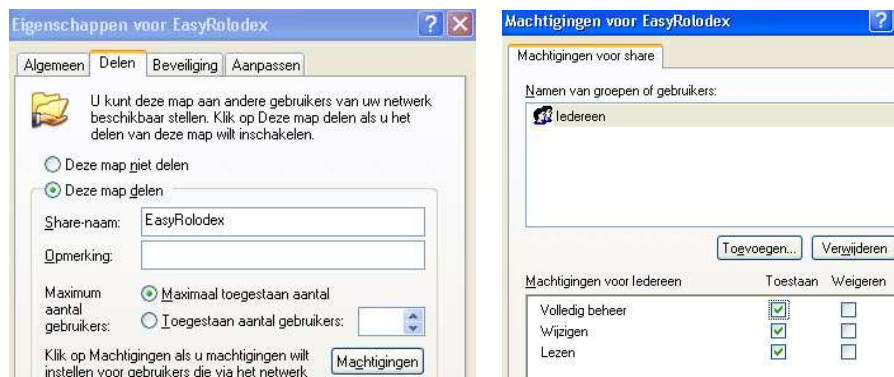 Eigenschappen voor EasyRolodex
Algemeen Delen Beveiliging Aanpassen
U kunt deze map aan andere gebruikers van uw netwerk
beschikbaar stellen. Klik op Deze map delen als u het
delen van deze map wilt inschakelen.
Deze map niet delen
Deze map delen
Share-naam: EasyRolodex
Opmerking:
Maximum
aantal
gebruikers:
Maximaal toegestaan aantal
Toegestaan aantal gebruikers:
Klik op Machtigingen als u machtigingen wilt
instellen voor gebruikers die via het netwerk
Machtigingen
Machtigingen voor EasyRolodex
Machtigingen voor share
Namen van groepen of gebruikers:
Iedereen
Toevoegen... Verwijderen
Machtigingen voor Iedereen Toestaan Weigeren
Volledig beheer
Wijzigen
Lezen